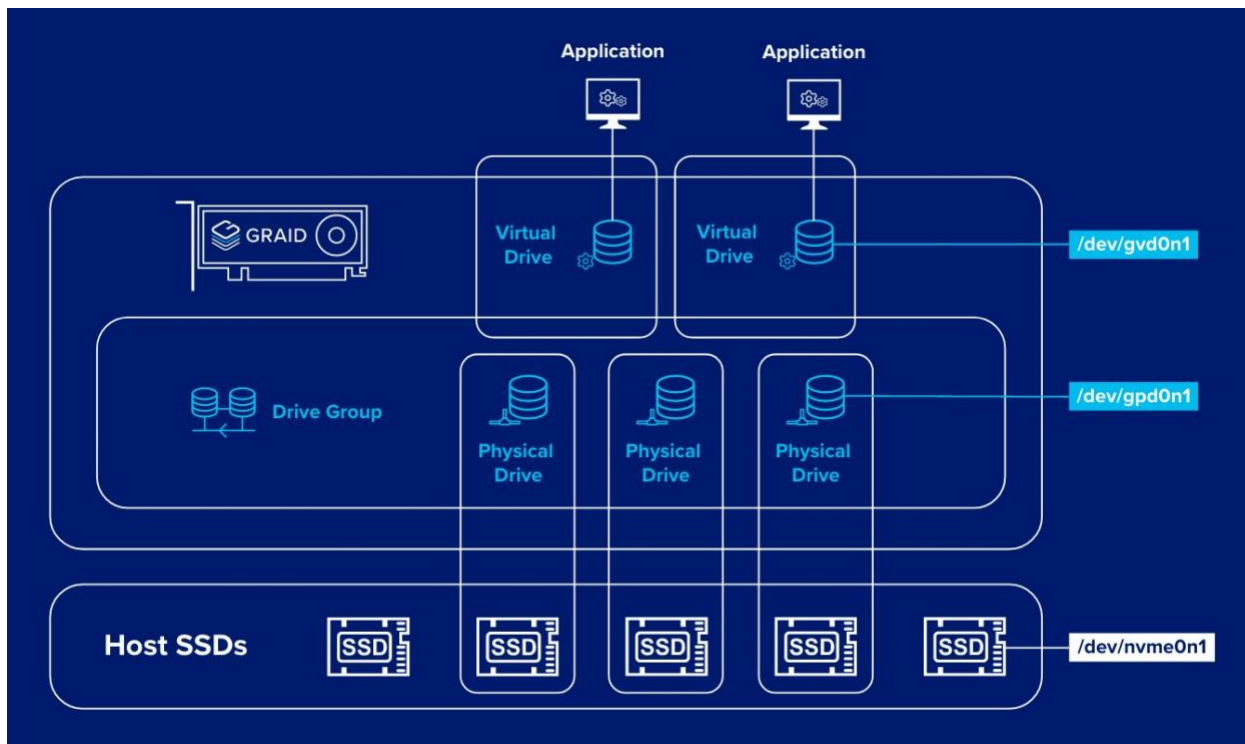 Application
Application
GRAID
Virtual
Drive
Virtual
Drive
/dev/gvd0n1
Drive Group
Physical
Drive
Physical
Drive
Physical
Drive
/dev/gpd0n1
Host SSDs
SSD
SSD
SSD
SSD
SSD
/dev/nvme0n1